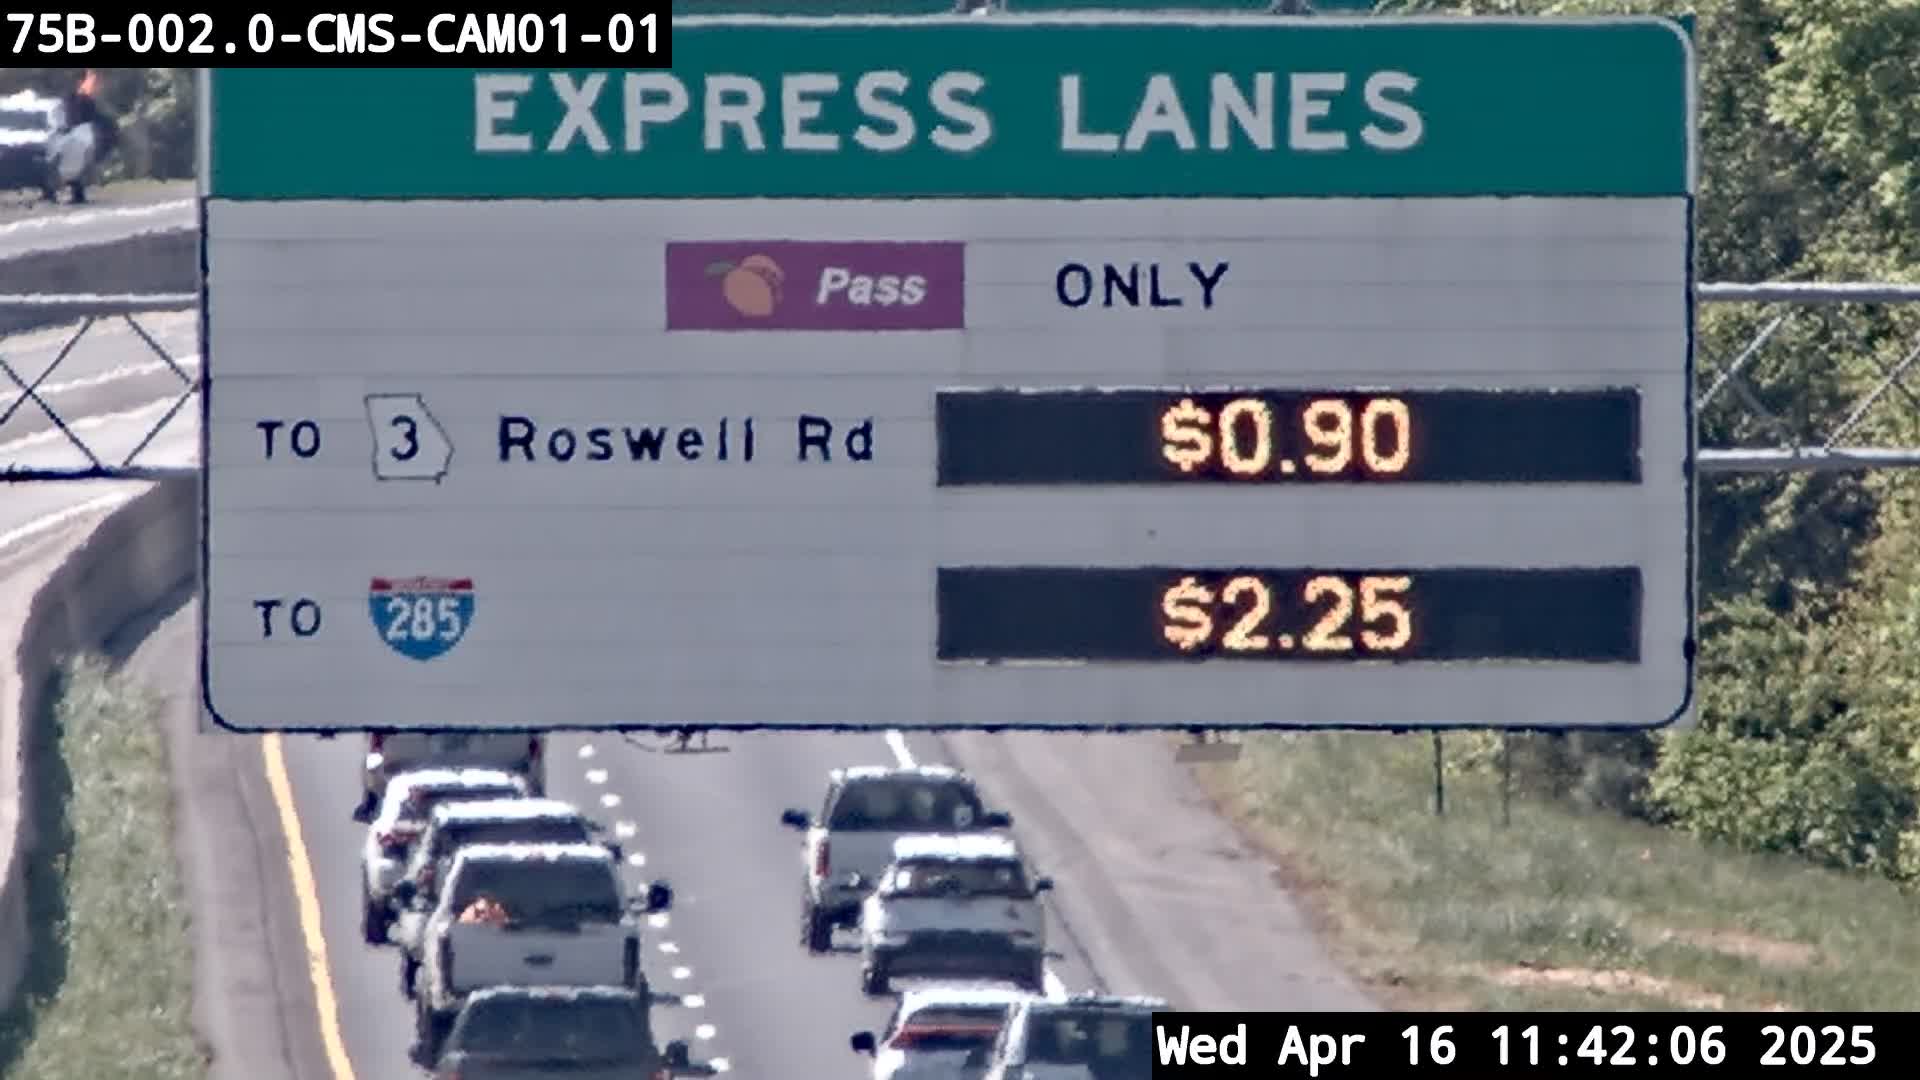 75B-002.0-CMS-CAM01-01
EXPRESS LANES
Pass ONLY
TO 3 Roswell Rd $0.90
TO 285 $2.25
Wed Apr 16 11:42:06 2025